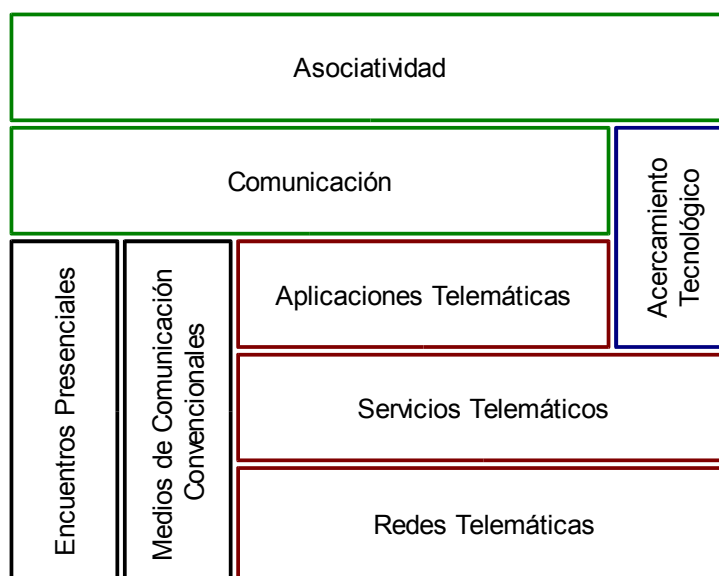 Asociatividad
Comunicación
Acercamiento
Tecnológico
Encuentros Presenciales
Medios de Comunicación
Convencionales
Aplicaciones Telemáticas
Servicios Telemáticos
Redes Telemáticas